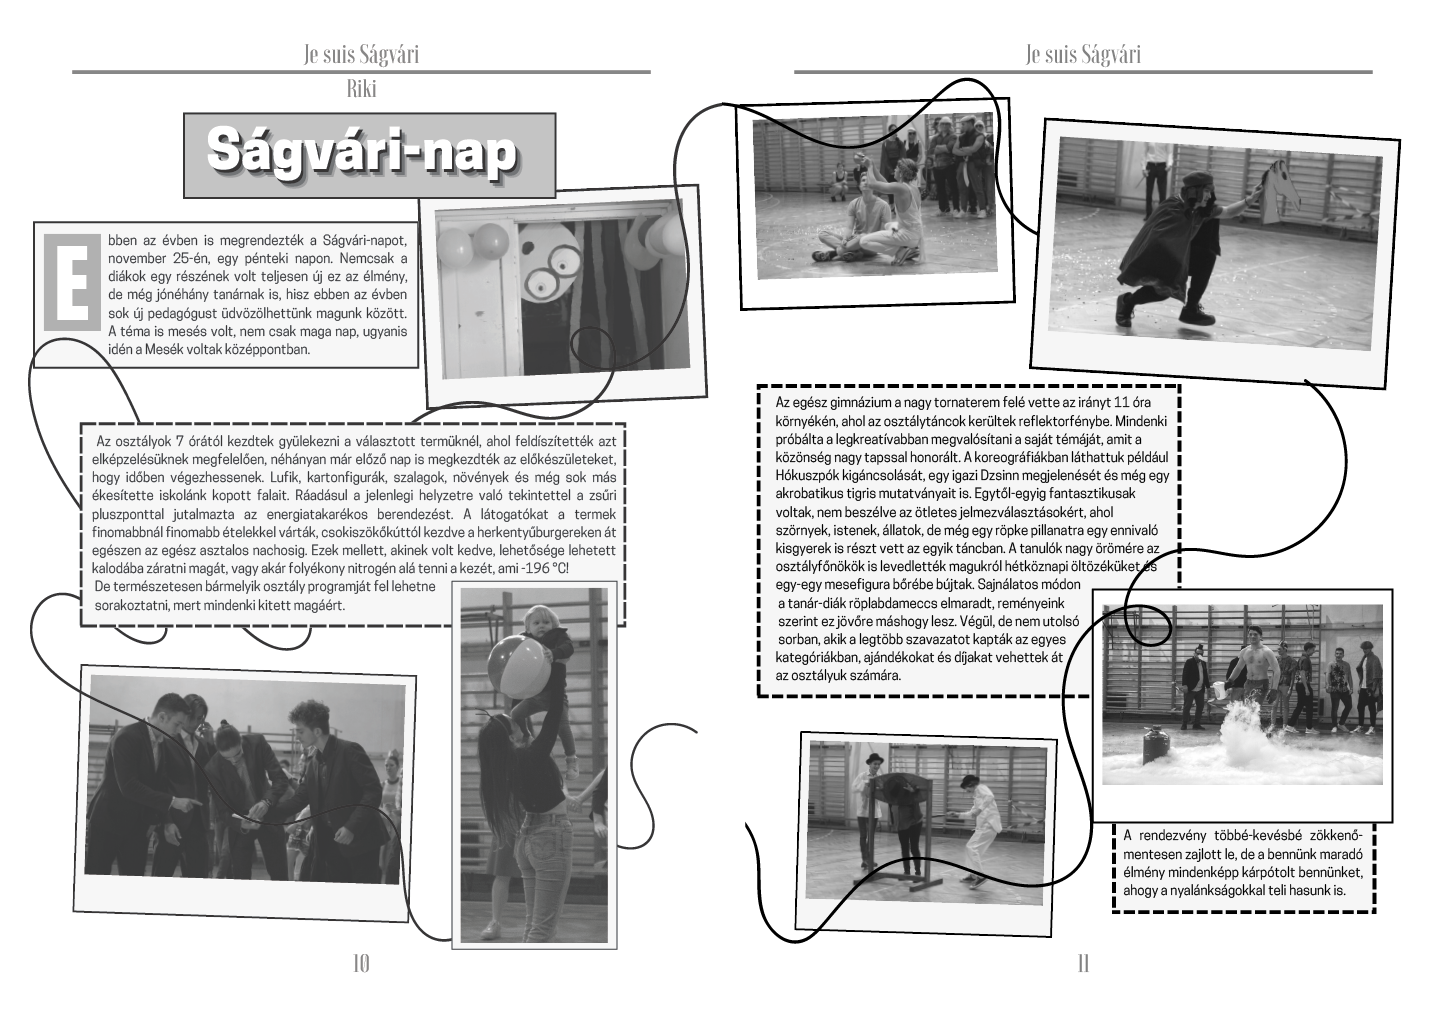 Je suis Ságvári
Riki
Ságvári-nap
Ebben az évben is megrendezték a Ságvári-napot,
november 25-én, egy pénteki napon. Nemcsak a
diákok egy részének volt teljesen új ez az élmény,
de még jónéhány tanárnak is, hisz ebben az évben
sok új pedagógust üdvözölhettünk magunk között.
A téma is mesés volt, nem csak maga nap, ugyanis
idén a Mesék voltak középpontban.
Az osztályok 7 órától kezdtek gyülekezni a választott termüknél, ahol feldíszítették azt
elképzelésüknek megfelelően, néhányan már előző nap is megkezdték az előkészületeket,
hogy időben végezhessenek. Lufik, kartonfigurák, szalagok, növények és még sok más
ékesítette iskolánk kopott falait. Ráadásul a jelenlegi helyzetre való tekintettel a zsűri
pluszponttal jutalmazta az energiatakarékos berendezést. A látogatókat a termek
finomabbnál finomabb ételekkel várták, csokiszökőkúttól kezdve a herkentyűburgereken át
egészen az egész asztalos nachosig. Ezek mellett, akinek volt kedve, lehetősége lehetett
kalodába záratni magát, vagy akár folyékony nitrogén alá tenni a kezét, ami -196 °C!
De természetesen bármelyik osztály programját fel lehetne
sorakoztatni, mert mindenki kitett magáért.
10
Je suis Ságvári
Az egész gimnázium a nagy tornaterem felé vette az irányt 11 óra
környékén, ahol az osztálytáncok kerültek reflektorfénybe. Mindenki
próbálta a legkreatívabban megvalósítani a saját témáját, amit a
közönség nagy tapssal honorált. A koreográfiákban láthattuk például
Hókuszpók kigáncsolását, egy igazi Dzsinn megjelenését és még egy
akrobatikus tigris mutatványait is. Egytől-egyig fantasztikusak
voltak, nem beszélve az ötletes jelmezválasztásokért, ahol
szörnyek, istenek, állatok, de még egy röpke pillanatra egy ennivaló
kisgyerek is részt vett az egyik táncban. A tanulók nagy örömére az
osztályfőnökök is levedlették magukról hétköznapi öltözéküket és
egy-egy mesefigura bőrébe bújtak. Sajnálatos módon
a tanár-diák röplabdameccs elmaradt, reményeink
szerint ez jövőre máshogy lesz. Végül, de nem utolsó
sorban, akik a legtöbb szavazatot kapták az egyes
kategóriákban, ajándékokat és díjakat vehettek át
az osztályuk számára.
A rendezvény többé-kevésbé zökkenő-
mentesen zajlott le, de a bennünk maradó
élmény mindenképp kárpótolt bennünket,
ahogy a nyalánkságokkal teli hasunk is.
11